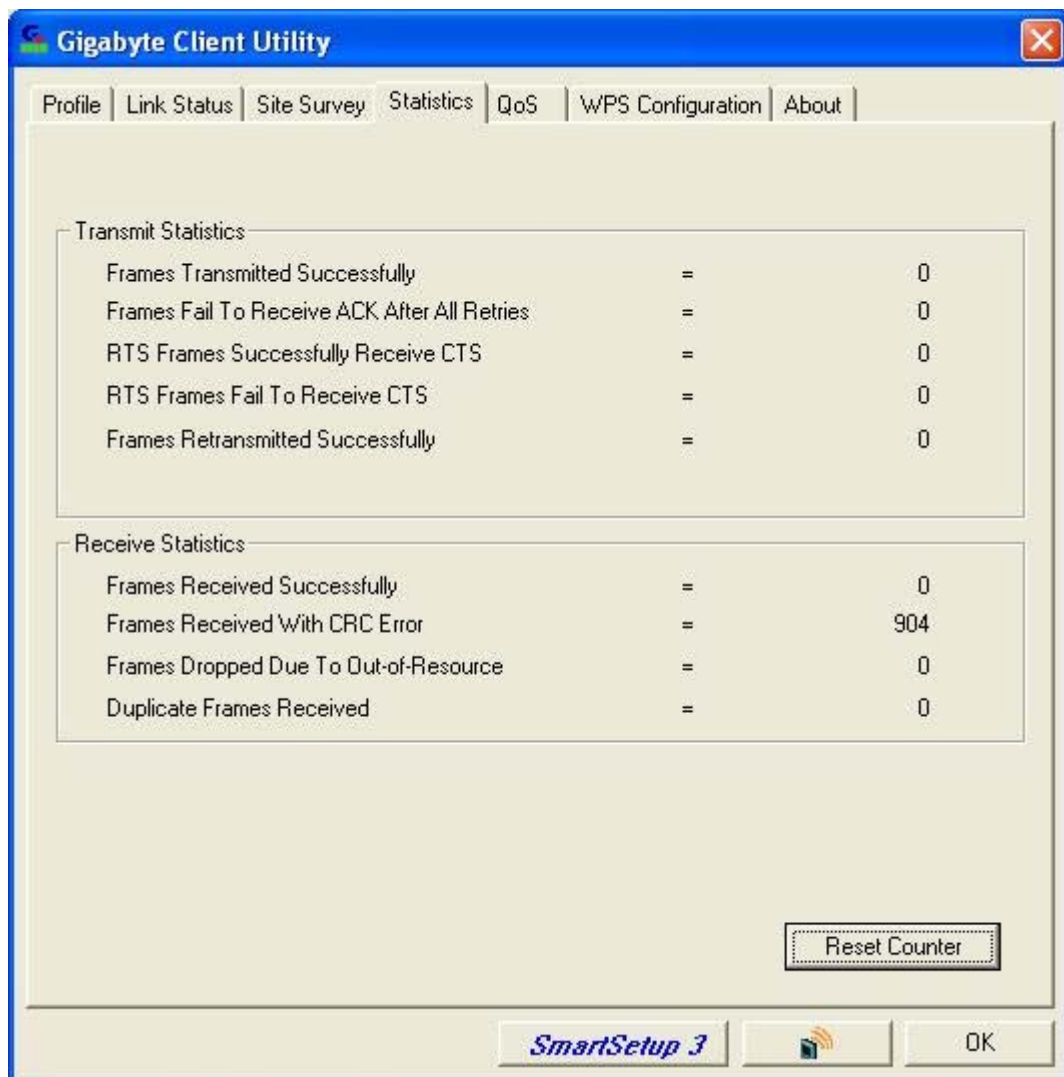 Gigabyte Client Utility
Profile Link Status Site Survey Statistics QoS WPS Configuration About
Transmit Statistics
Frames Transmitted Successfully = 0
Frames Fail To Receive ACK After All Retries = 0
RTS Frames Successfully Receive CTS = 0
RTS Frames Fail To Receive CTS = 0
Frames Retransmitted Successfully = 0
Receive Statistics
Frames Received Successfully = 0
Frames Received With CRC Error = 904
Frames Dropped Due To Out-of-Resource = 0
Duplicate Frames Received = 0
Reset Counter
SmartSetup 3 OK